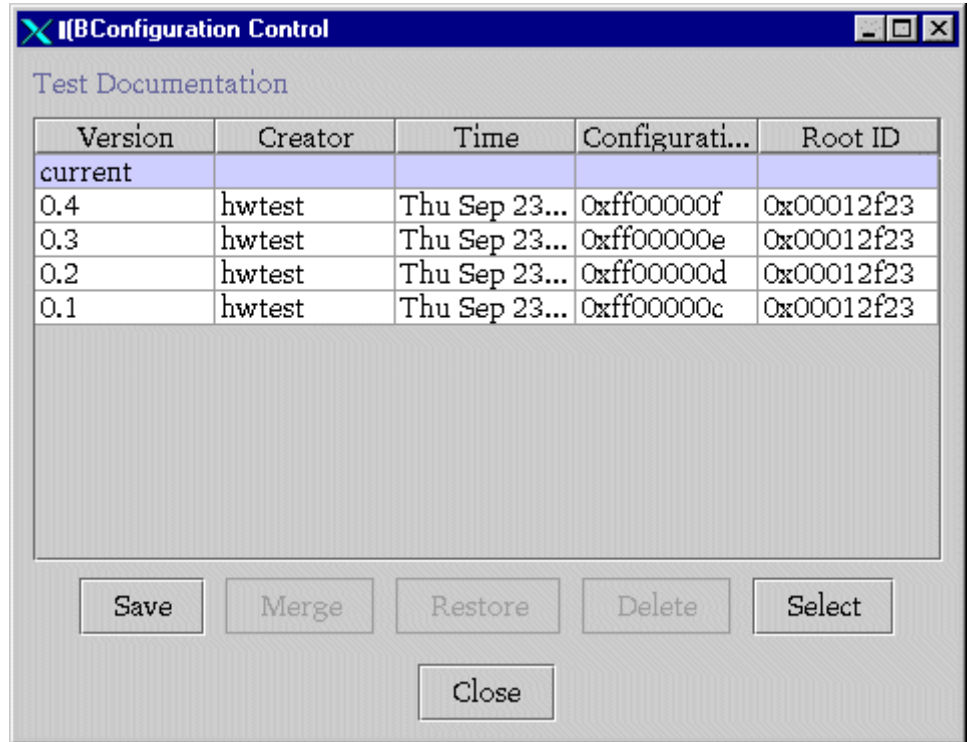 I(BConfiguration Control
Test Documentation
Version Creator Time Configurati... Root ID
current
0.4 hwtest Thu Sep 23... 0xff00000f 0x00012f23
0.3 hwtest Thu Sep 23... 0xff00000e 0x00012f23
0.2 hwtest Thu Sep 23... 0xff00000d 0x00012f23
0.1 hwtest Thu Sep 23... 0xff00000c 0x00012f23
Save Merge Restore Delete Select
Close